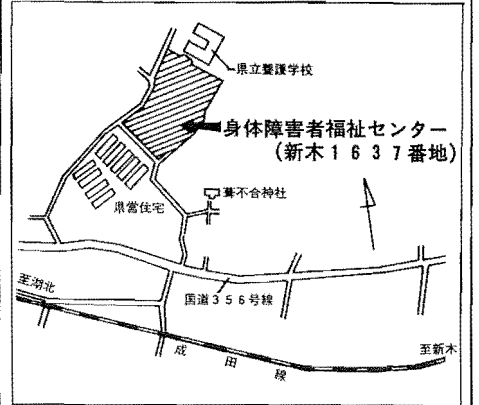 県立養護学校
身体障害者福祉センター
(新木1637番地)
葺不合神社
県営住宅
国道356号線
至湖北
成田線
至新木